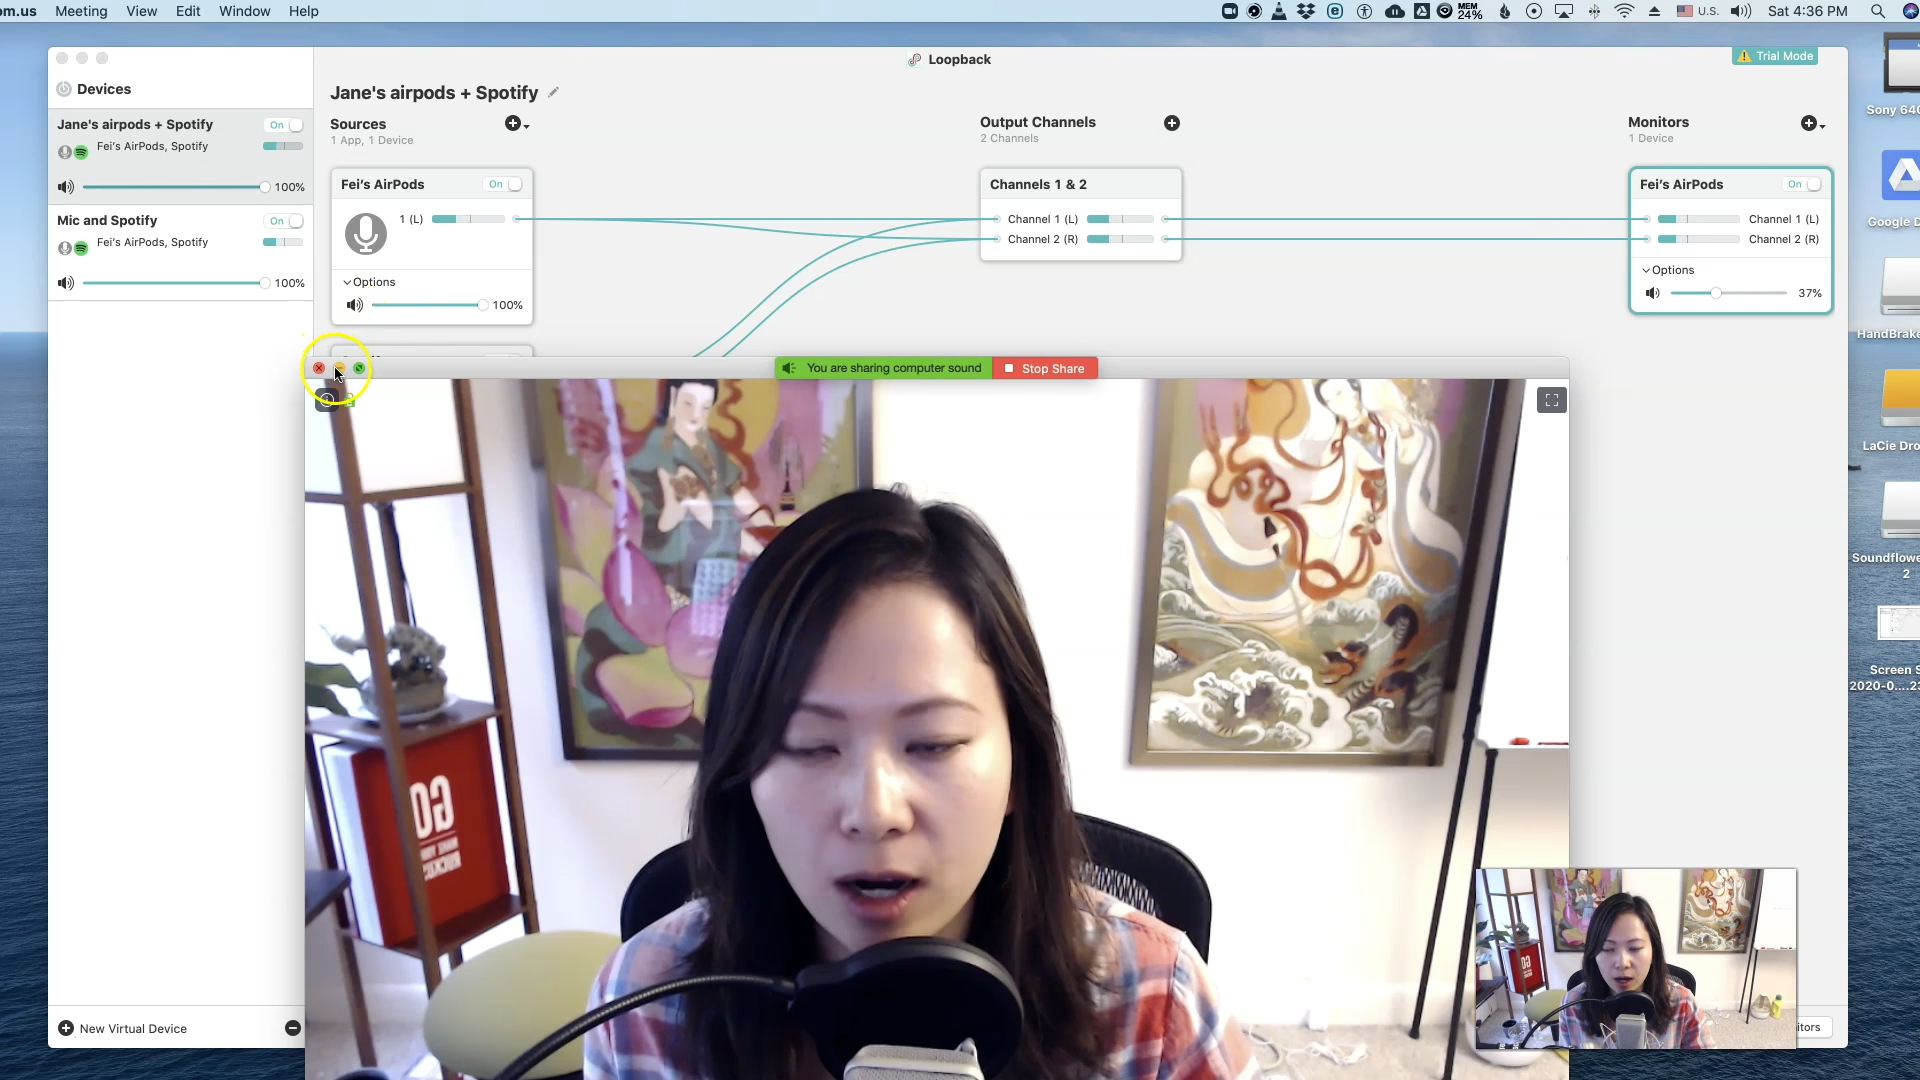 om.us Meeting View Edit Window Help MEM 24% U.S. Sat 4:36 PM
Loopback
Trial Mode
Devices
Jane's airpods + Spotify On
Fei's AirPods, Spotify
100%
Mic and Spotify On
Fei's AirPods, Spotify
100%
New Virtual Device
Jane's airpods + Spotify
Sources
1 App, 1 Device
Fei's AirPods On
1 (L)
Options
100%
Output Channels
2 Channels
Channels 1 & 2
Channel 1 (L)
Channel 2 (R)
Monitors
1 Device
Fei's AirPods On
Channel 1 (L)
Channel 2 (R)
Options
37%
You are sharing computer sound Stop Share
GO
itors
Sony 640
Google D
HandBrake
LaCie Dro
Soundflowe
2
Screen S
2020-0....23